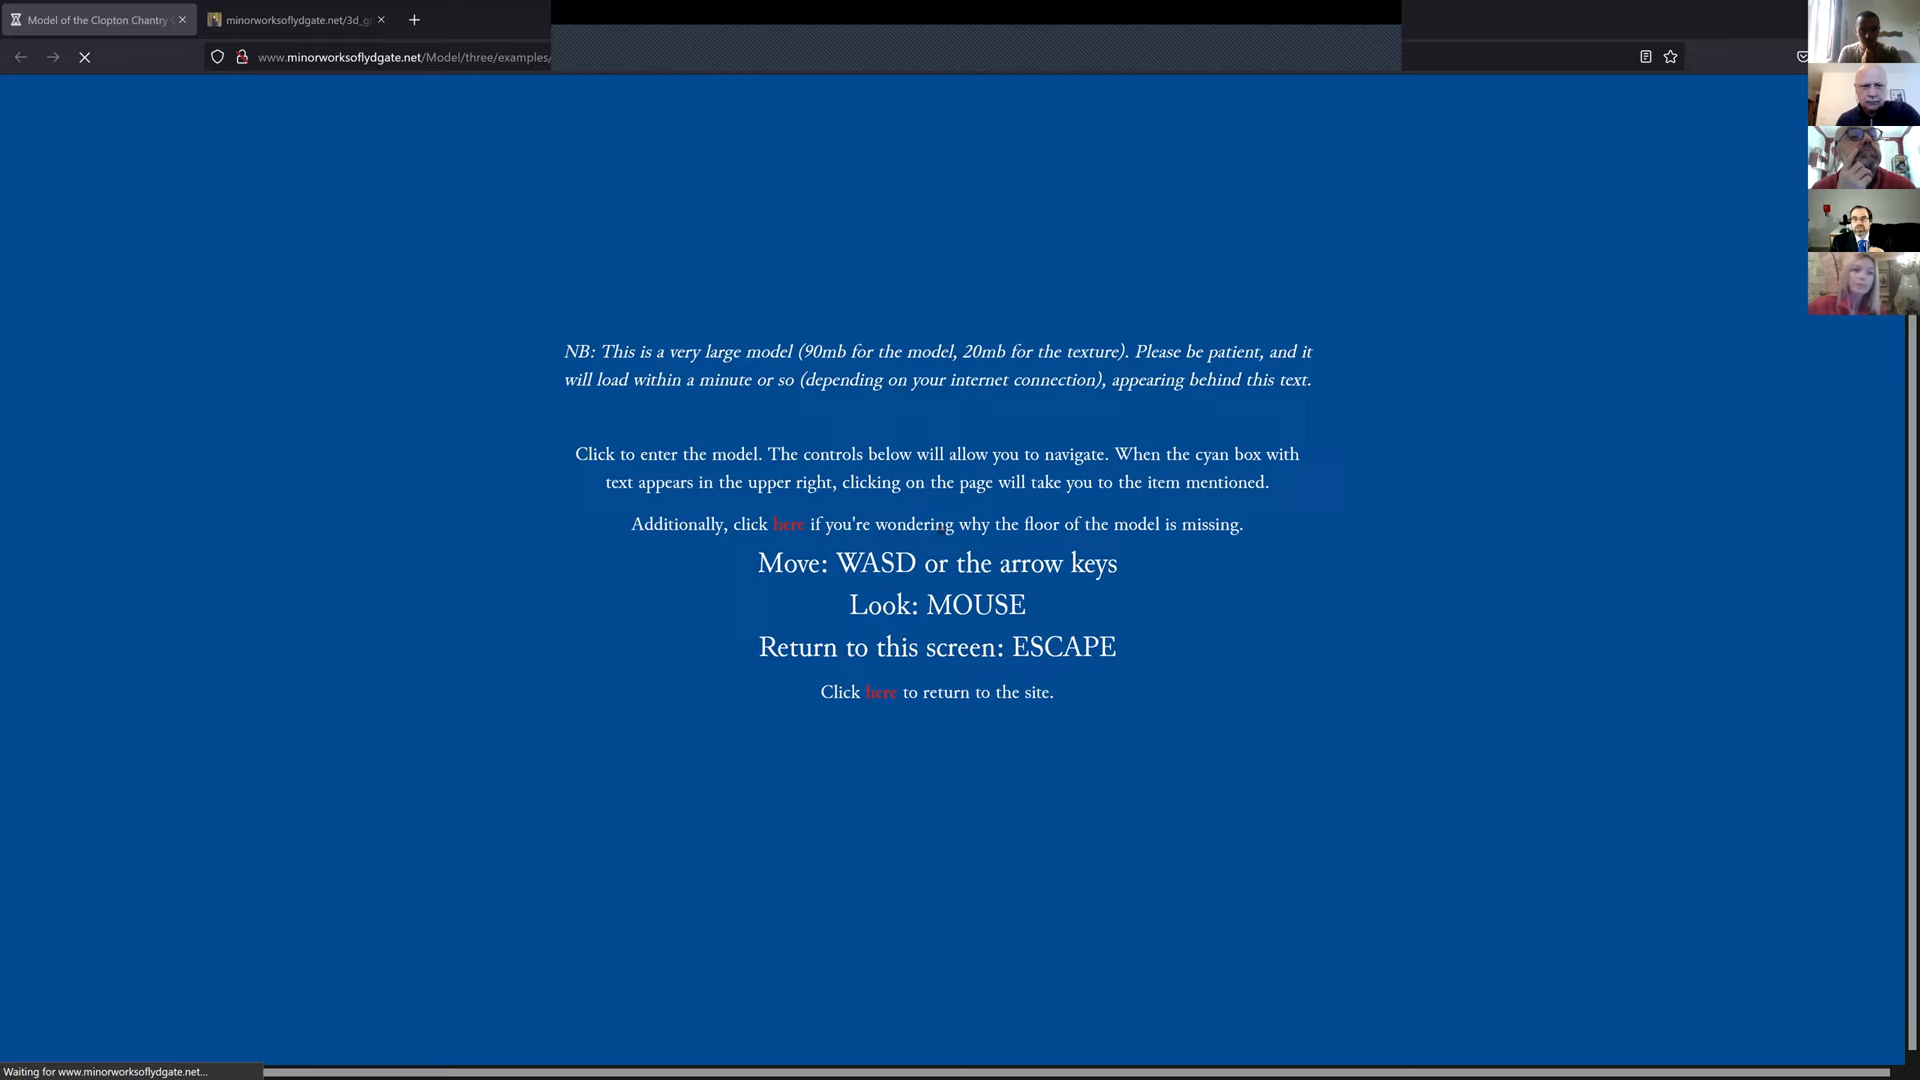 Model of the Clopton Chantry
minorworksoflydgate.net/3d_gr
www.minorworksoflydgate.net/Model/three/examples/
NB: This is a very large model (90mb for the model, 20mb for the texture). Please be patient, and it
will load within a minute or so (depending on your internet connection), appearing behind this text.
Click to enter the model. The controls below will allow you to navigate. When the cyan box with
text appears in the upper right, clicking on the page will take you to the item mentioned.
Additionally, click here if you're wondering why the floor of the model is missing.
Move: WASD or the arrow keys
Look: MOUSE
Return to this screen: ESCAPE
Click here to return to the site.
Waiting for www.minorworksoflydgate.net...